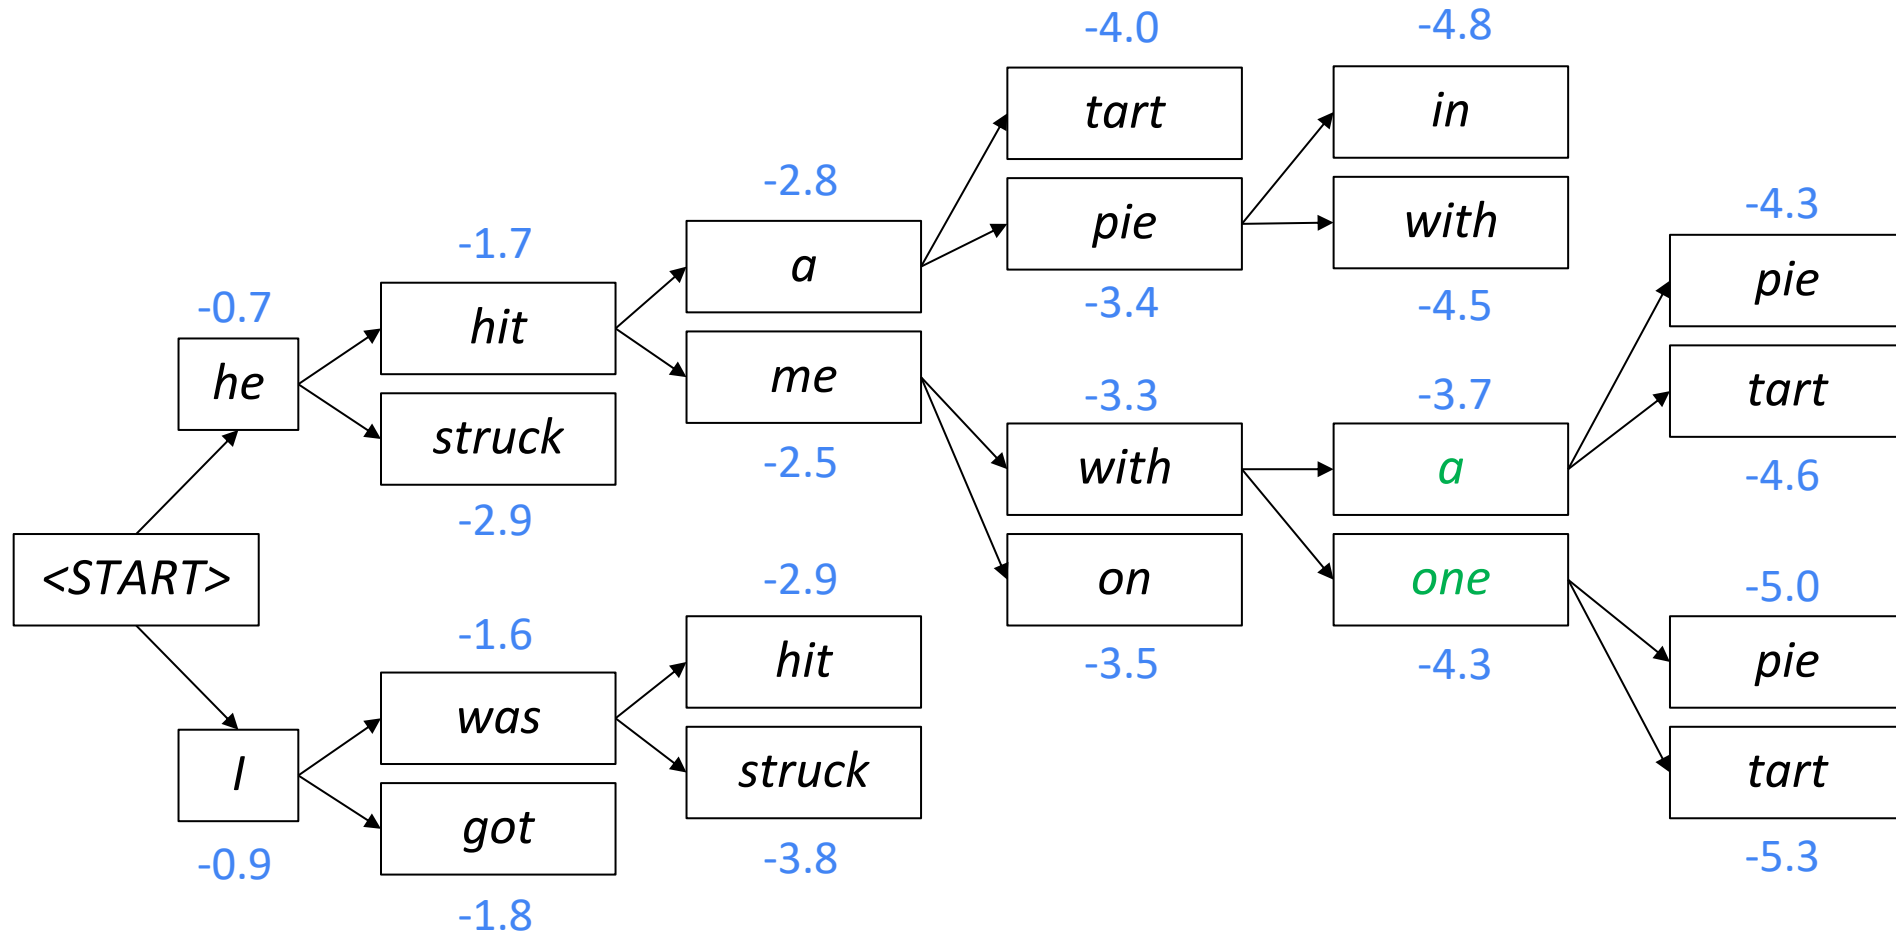 <START>
-0.7
he
I
-0.9
-1.7
hit
struck
-2.9
-1.6
was
got
-1.8
-2.8
a
me
-2.5
-2.9
hit
struck
-3.8
-4.0
tart
pie
-3.4
-3.3
with
on
-3.5
-4.8
in
with
-4.5
-3.7
a
one
-4.3
-4.3
pie
tart
-4.6
-5.0
pie
tart
-5.3